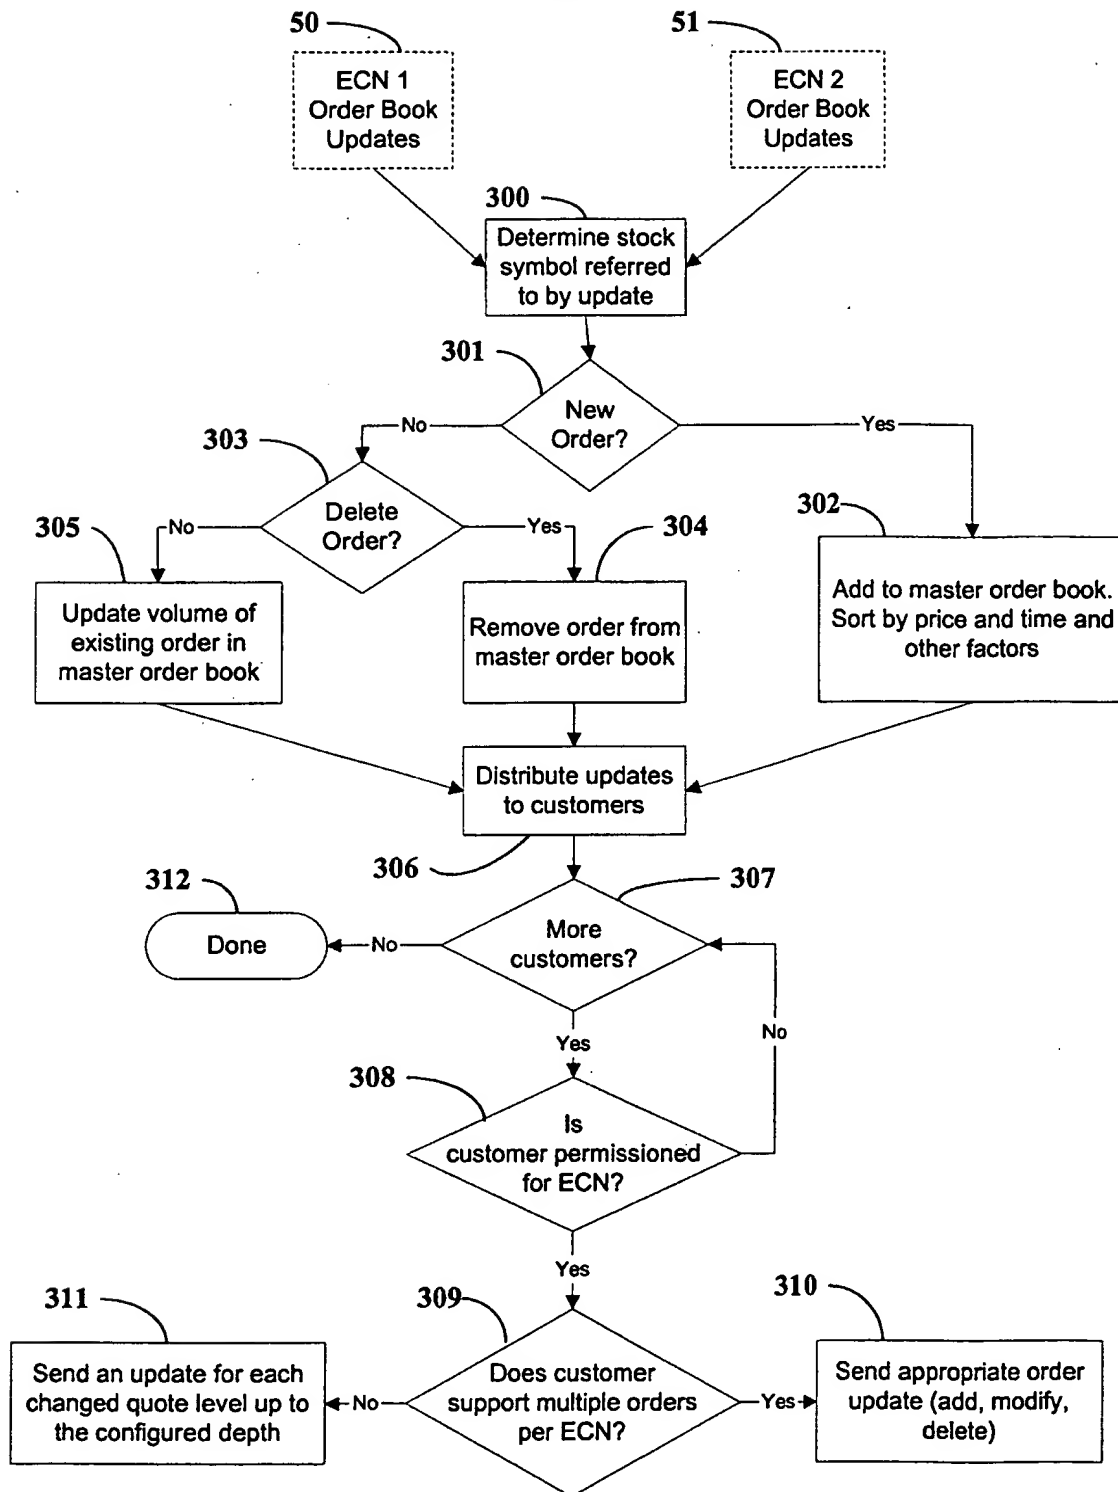 50
51
ECN 1
Order Book
Updates
ECN 2
Order Book
Updates
300
Determine stock
symbol referred
to by update
301
New
Order?
No
Yes
303
Delete
Order?
No
Yes
305
304
302
Update volume of
existing order in
master order book
Remove order from
master order book
Add to master order book.
Sort by price and time and
other factors
Distribute updates
to customers
306
307
312
More
customers?
No
Done
Yes
No
308
Is
customer permissioned
for ECN?
Yes
311
309
310
Send an update for each
changed quote level up to
the configured depth
No
Does customer
support multiple orders
per ECN?
Yes
Send appropriate order
update (add, modify,
delete)